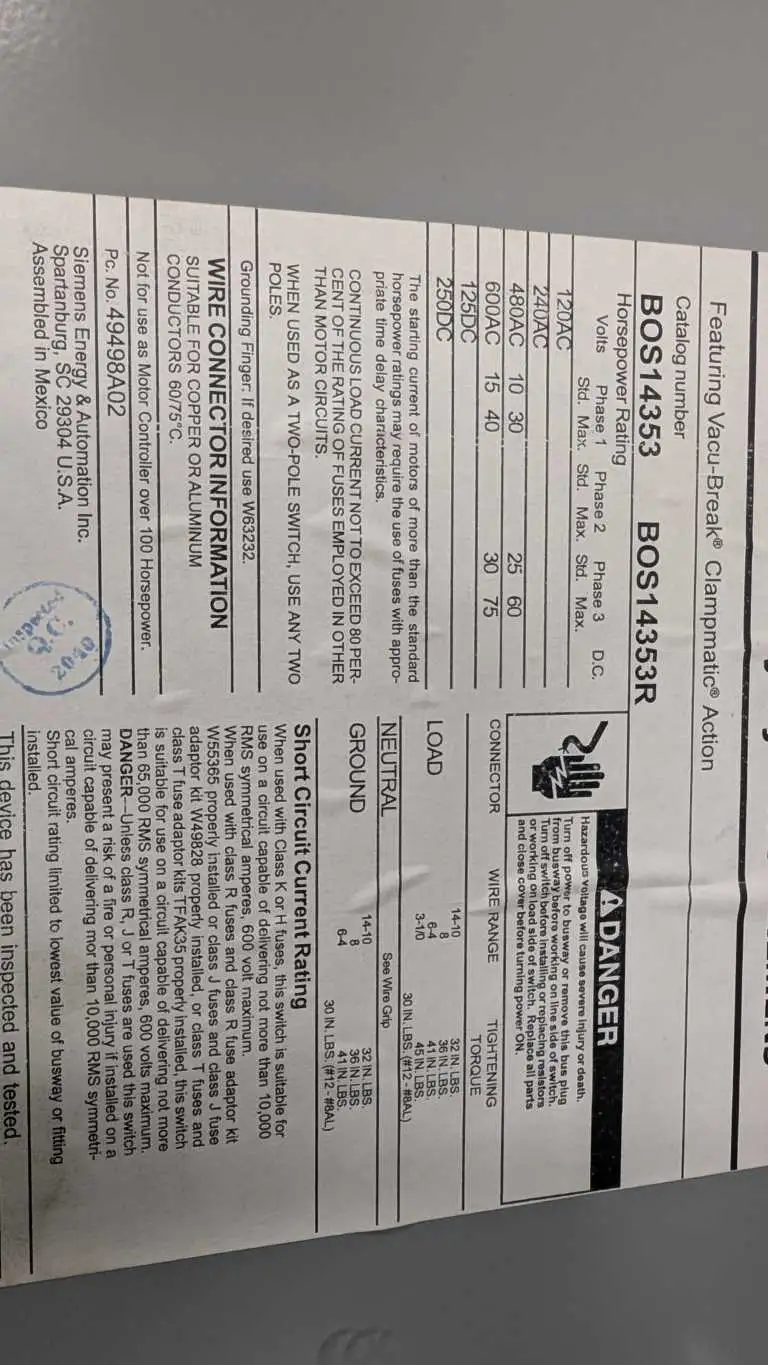 Featuring Vacu-Break® Clampmatic® Action
Catalog number
BOS14353 BOS14353R
Horsepower Rating
Volts Phase 1 Phase 2 Phase 3 D.C.
Std. Max. Std. Max. Std. Max.
120AC
240AC
480AC 10 30 25 60
600AC 15 40 30 75
125DC
250DC
The starting current of motors of more than the standard
horsepower ratings may require the use of fuses with appro-
priate time delay characteristics.
CONTINUOUS LOAD CURRENT NOT TO EXCEED 80 PER-
CENT OF THE RATING OF FUSES EMPLOYED IN OTHER
THAN MOTOR CIRCUITS.
WHEN USED AS A TWO-POLE SWITCH, USE ANY TWO
POLES.
Grounding Finger: If desired use W63232.
WIRE CONNECTOR INFORMATION
SUITABLE FOR COPPER OR ALUMINUM
CONDUCTORS 60/75°C.
Not for use as Motor Controller over 100 Horsepower.
Pc. No. 49498A02
Siemens Energy & Automation Inc.
Spartanburg, SC 29304 U.S.A.
Assembled in Mexico
DANGER
Hazardous Voltage will cause severe injury or death.
Turn off power to busway or remove this bus plug
from busway before working on line side of switch.
Turn off switch before installing or replacing resistors
or working on load side of switch. Replace all parts
and close cover before turning power ON.
CONNECTOR WIRE RANGE TIGHTENING
TORQUE
LOAD 14-10 32 IN. LBS.
8 36 IN. LBS.
6-4 41 IN. LBS.
3-1/0 45 IN. LBS.
30 IN. LBS. (#12 - #8AL)
NEUTRAL See Wire Grip
GROUND 14-10 32 IN. LBS.
8 36 IN. LBS.
6-4 41 IN. LBS.
30 IN. LBS. (#12 - #8AL)
Short Circuit Current Rating
When used with Class K or H fuses, this switch is suitable for
use on a circuit capable of delivering not more than 10,000
RMS symmetrical amperes, 600 volt maximum.
When used with class R fuses and class R fuse adaptor kit
W55365 properly installed or class J fuses and class J fuse
adaptor kit W49828 properly installed, or class T fuses and
class T fuse adaptor kits TFAK35 properly installed, this switch
is suitable for use on a circuit capable of delivering not more
than 65,000 RMS symmetrical amperes, 600 volts maximum.
DANGER—Unless class R, J or T fuses are used this switch
may present a risk of a fire or personal injury if installed on a
circuit capable of delivering mor than 10,000 RMS symmetri-
cal amperes.
Short circuit rating limited to lowest value of busway or fitting
installed.
This device has been inspected and tested.